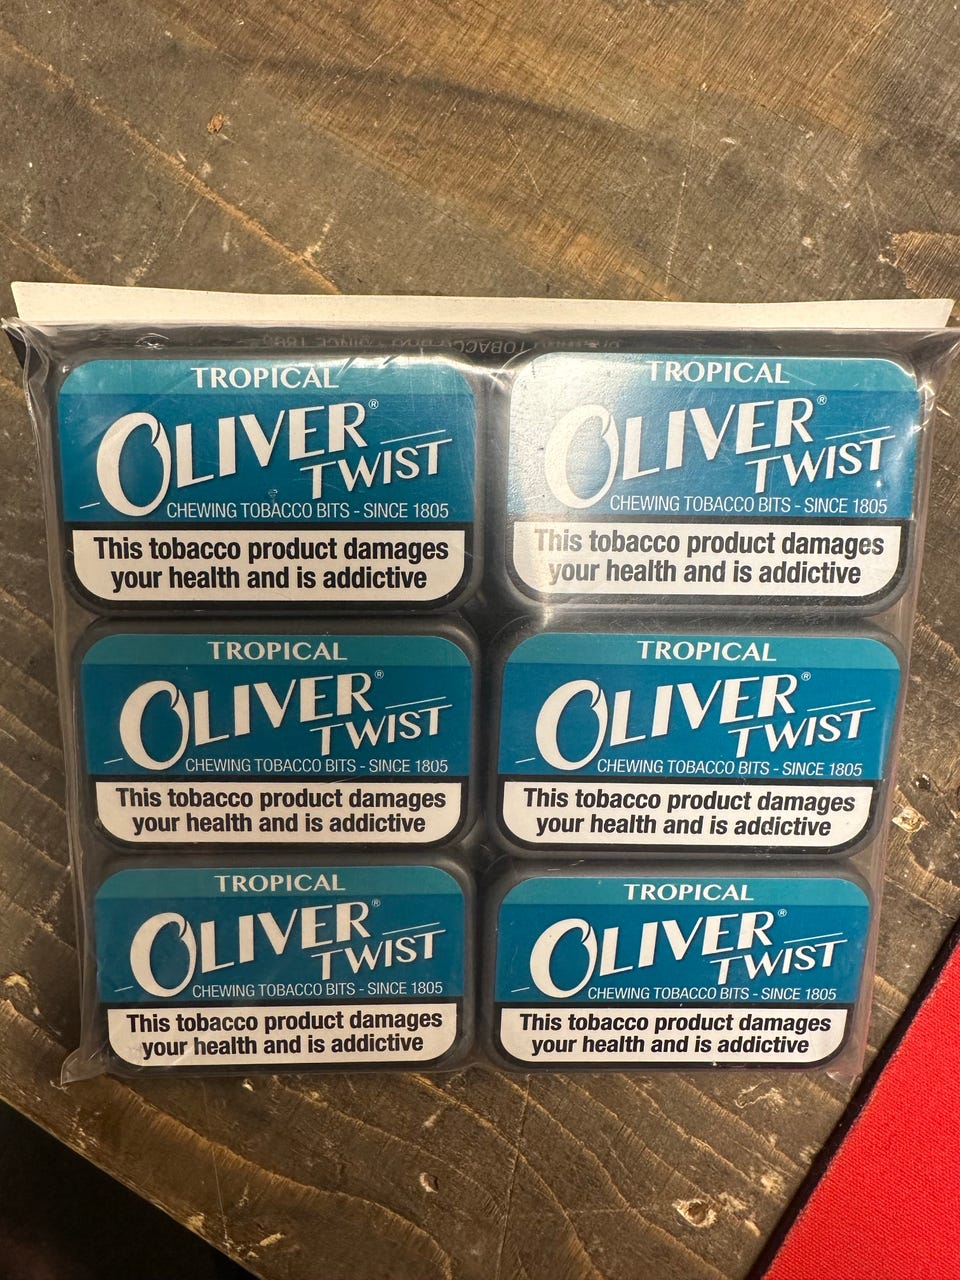 TROPICAL
OLIVER®
TWIST
CHEWING TOBACCO BITS - SINCE 1805
This tobacco product damages
your health and is addictive
TROPICAL
OLIVER®
TWIST
CHEWING TOBACCO BITS - SINCE 1805
This tobacco product damages
your health and is addictive
TROPICAL
OLIVER®
TWIST
CHEWING TOBACCO BITS - SINCE 1805
This tobacco product damages
your health and is addictive
TROPICAL
OLIVER®
TWIST
CHEWING TOBACCO BITS - SINCE 1805
This tobacco product damages
your health and is addictive
TROPICAL
OLIVER®
TWIST
CHEWING TOBACCO BITS - SINCE 1805
This tobacco product damages
your health and is addictive
TROPICAL
OLIVER®
TWIST
CHEWING TOBACCO BITS - SINCE 1805
This tobacco product damages
your health and is addictive